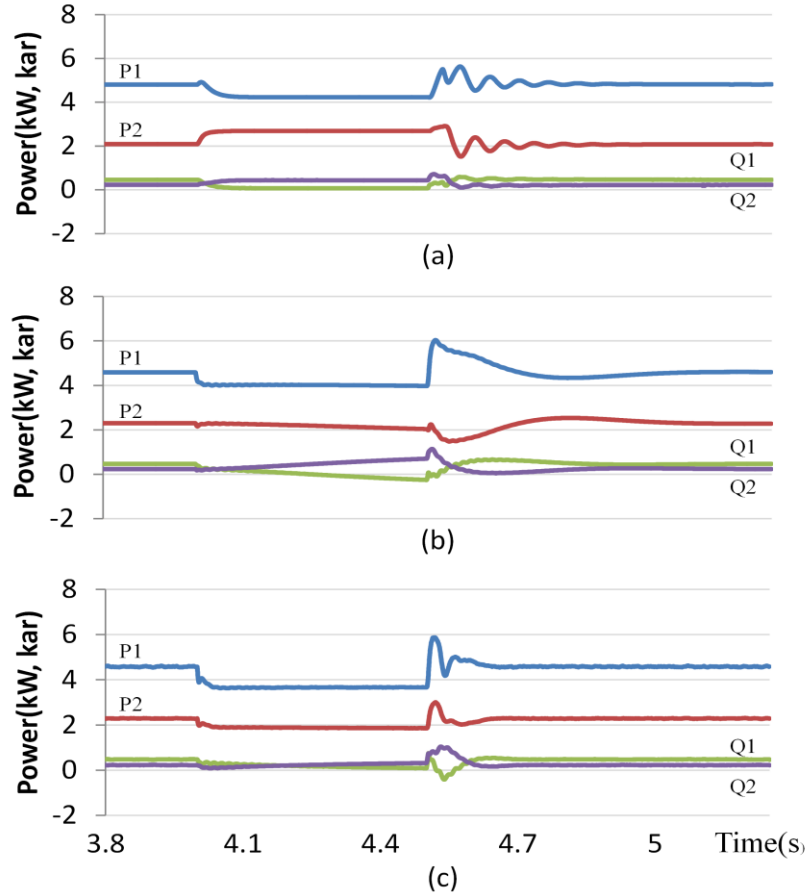 8
6
P1
4
P2
2
Q1
0
Q2
-2
Power(kW, kar)
(a)
8
6
P1
4
P2
2
Q1
0
Q2
-2
Power(kW, kar)
(b)
8
6
P1
4
P2
2
Q1
0
Q2
-2
Power(kW, kar)
3.8 4.1 4.4 4.7 5 Time(s)
(c)